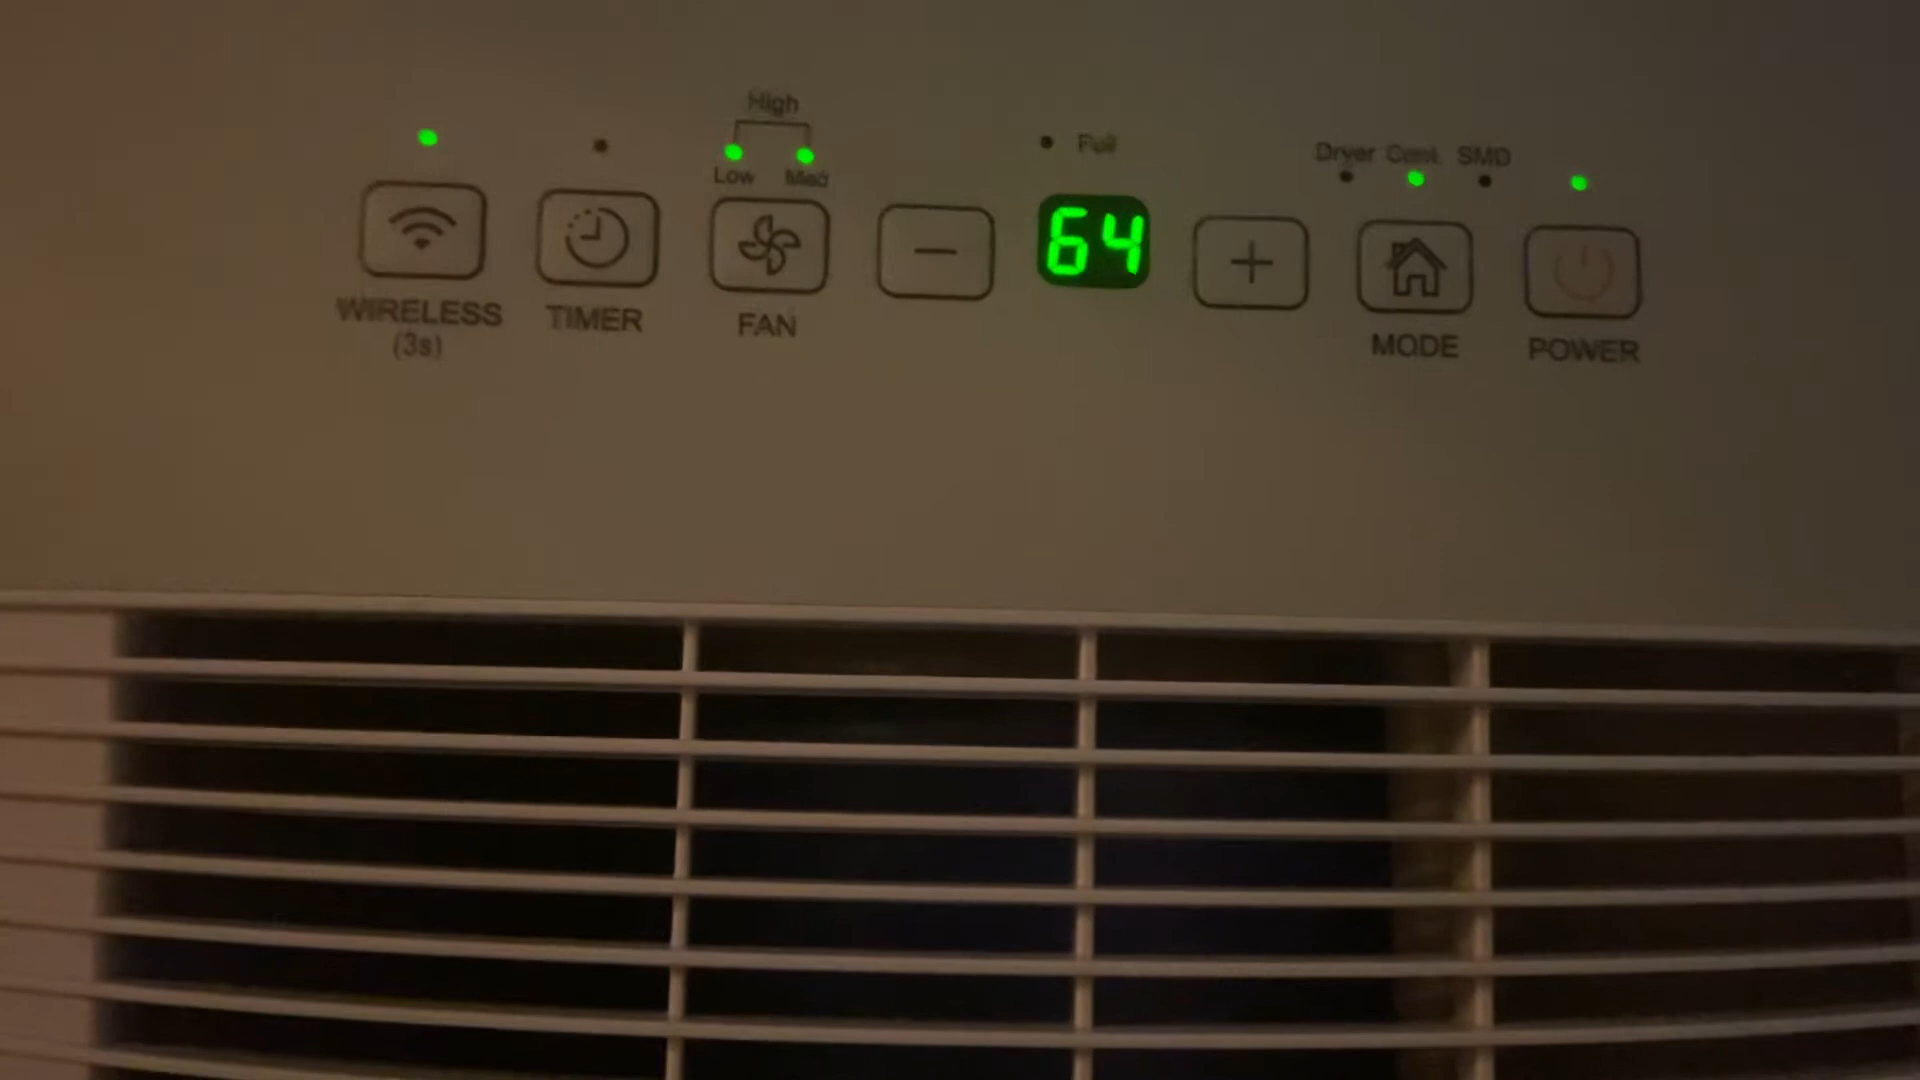 High
Low Med
Full
Dryer Cont. SMD
64
WIRELESS
(3s)
TIMER
FAN
MODE
POWER